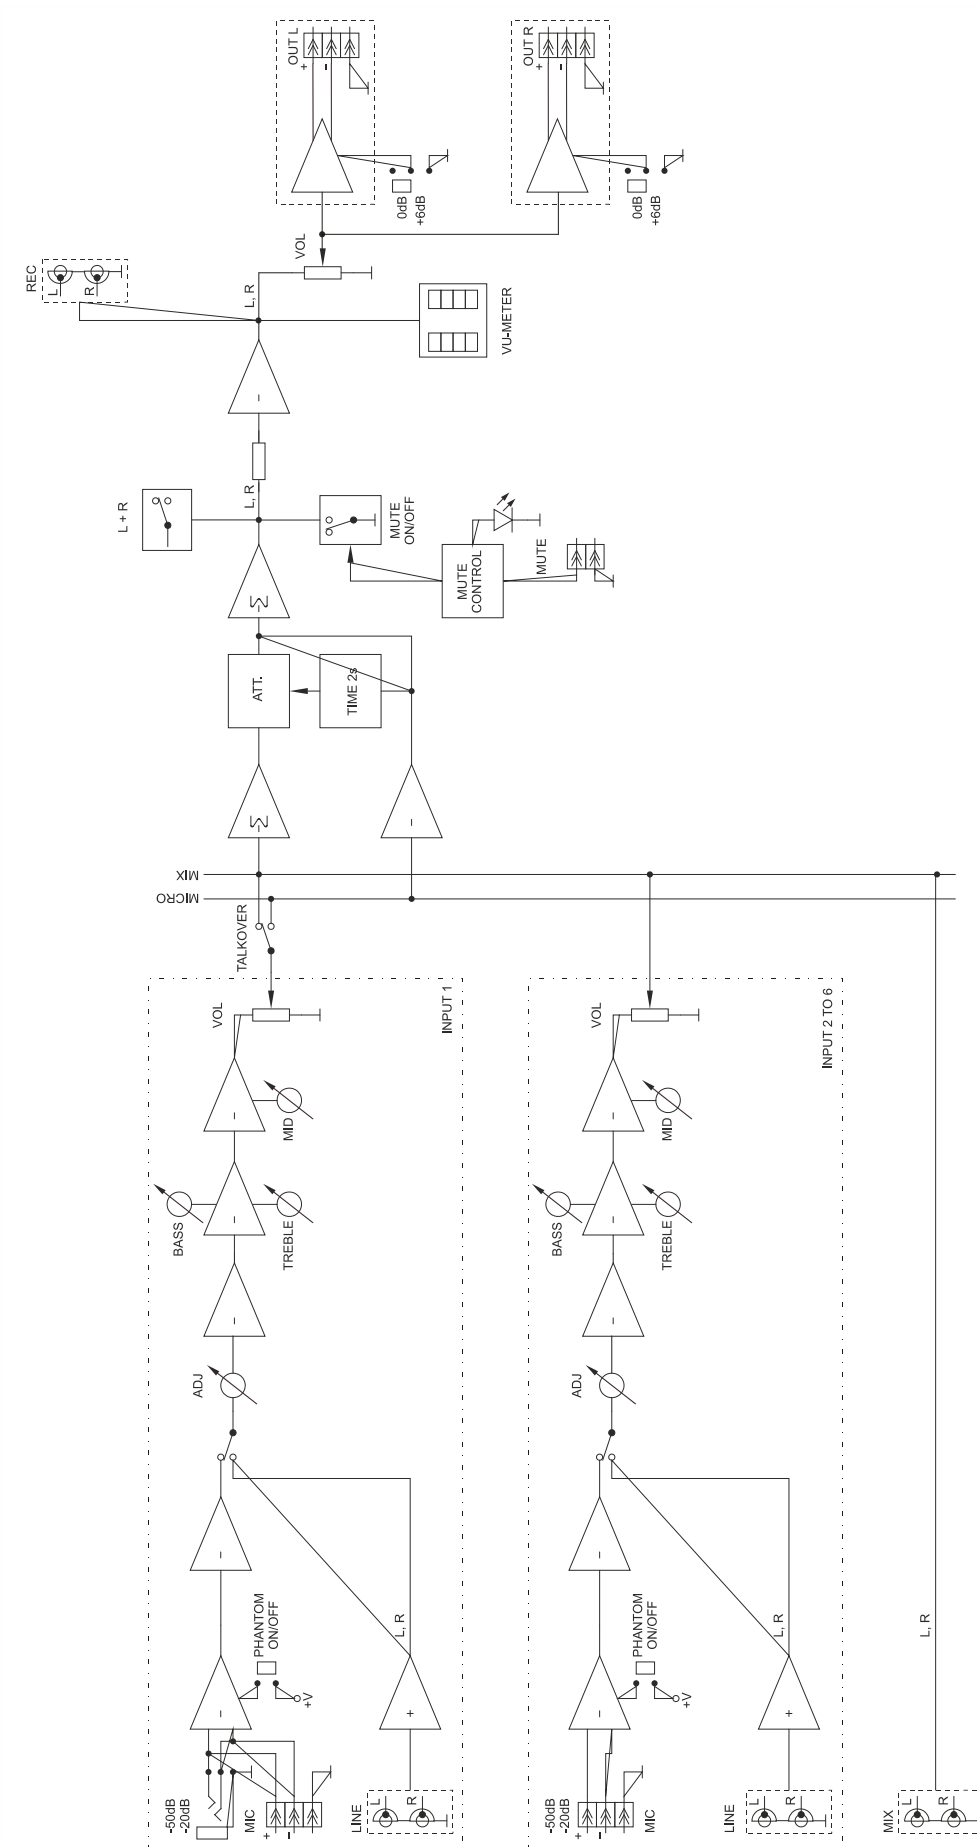 OUT L
+
-
OUT R
+
-
0dB
+6dB
0dB
+6dB
VOL
REC
L
R
L, R
VU-METER
L + R
L, R
MUTE
ON/OFF
MUTE
CONTROL
MUTE
ATT.
TIME 2s
MIX
MICRO
TALKOVER
INPUT 1
VOL
MID
BASS
TREBLE
ADJ
PHANTOM
ON/OFF
+V
L, R
-50dB
-20dB
MIC
+
-
LINE
L
R
INPUT 2 TO 6
VOL
MID
BASS
TREBLE
ADJ
PHANTOM
ON/OFF
+V
L, R
-50dB
-20dB
MIC
+
-
LINE
L
R
L, R
MIX
L
R